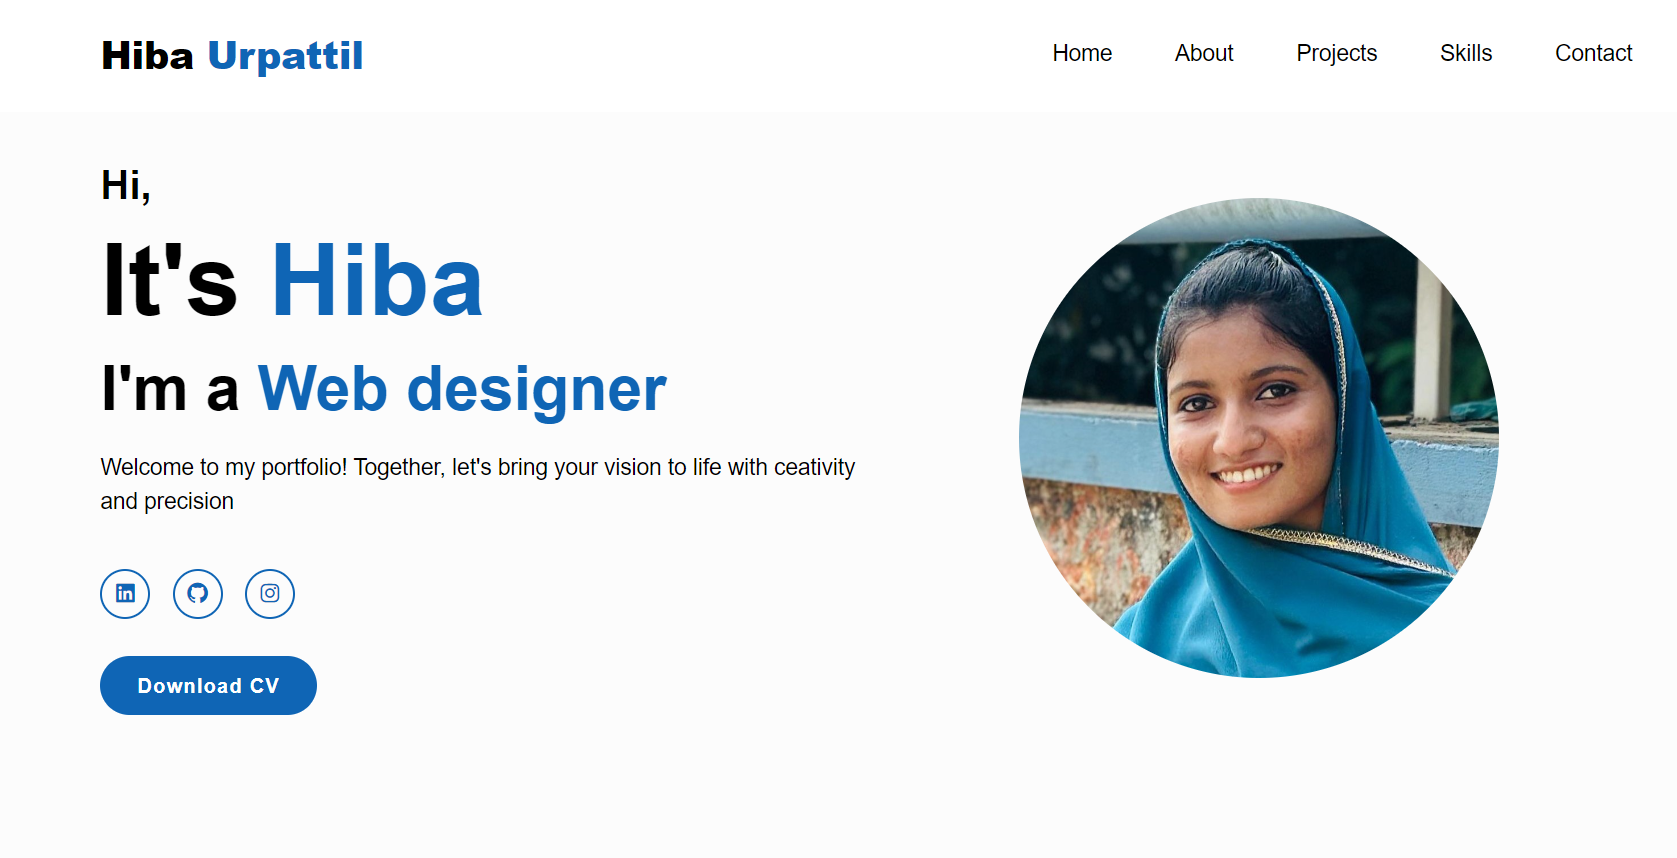 Hiba Urpattil
Home About Projects Skills Contact
Hi,
It's Hiba
I'm a Web designer
Welcome to my portfolio! Together, let's bring your vision to life with ceativity
and precision
in
Download CV